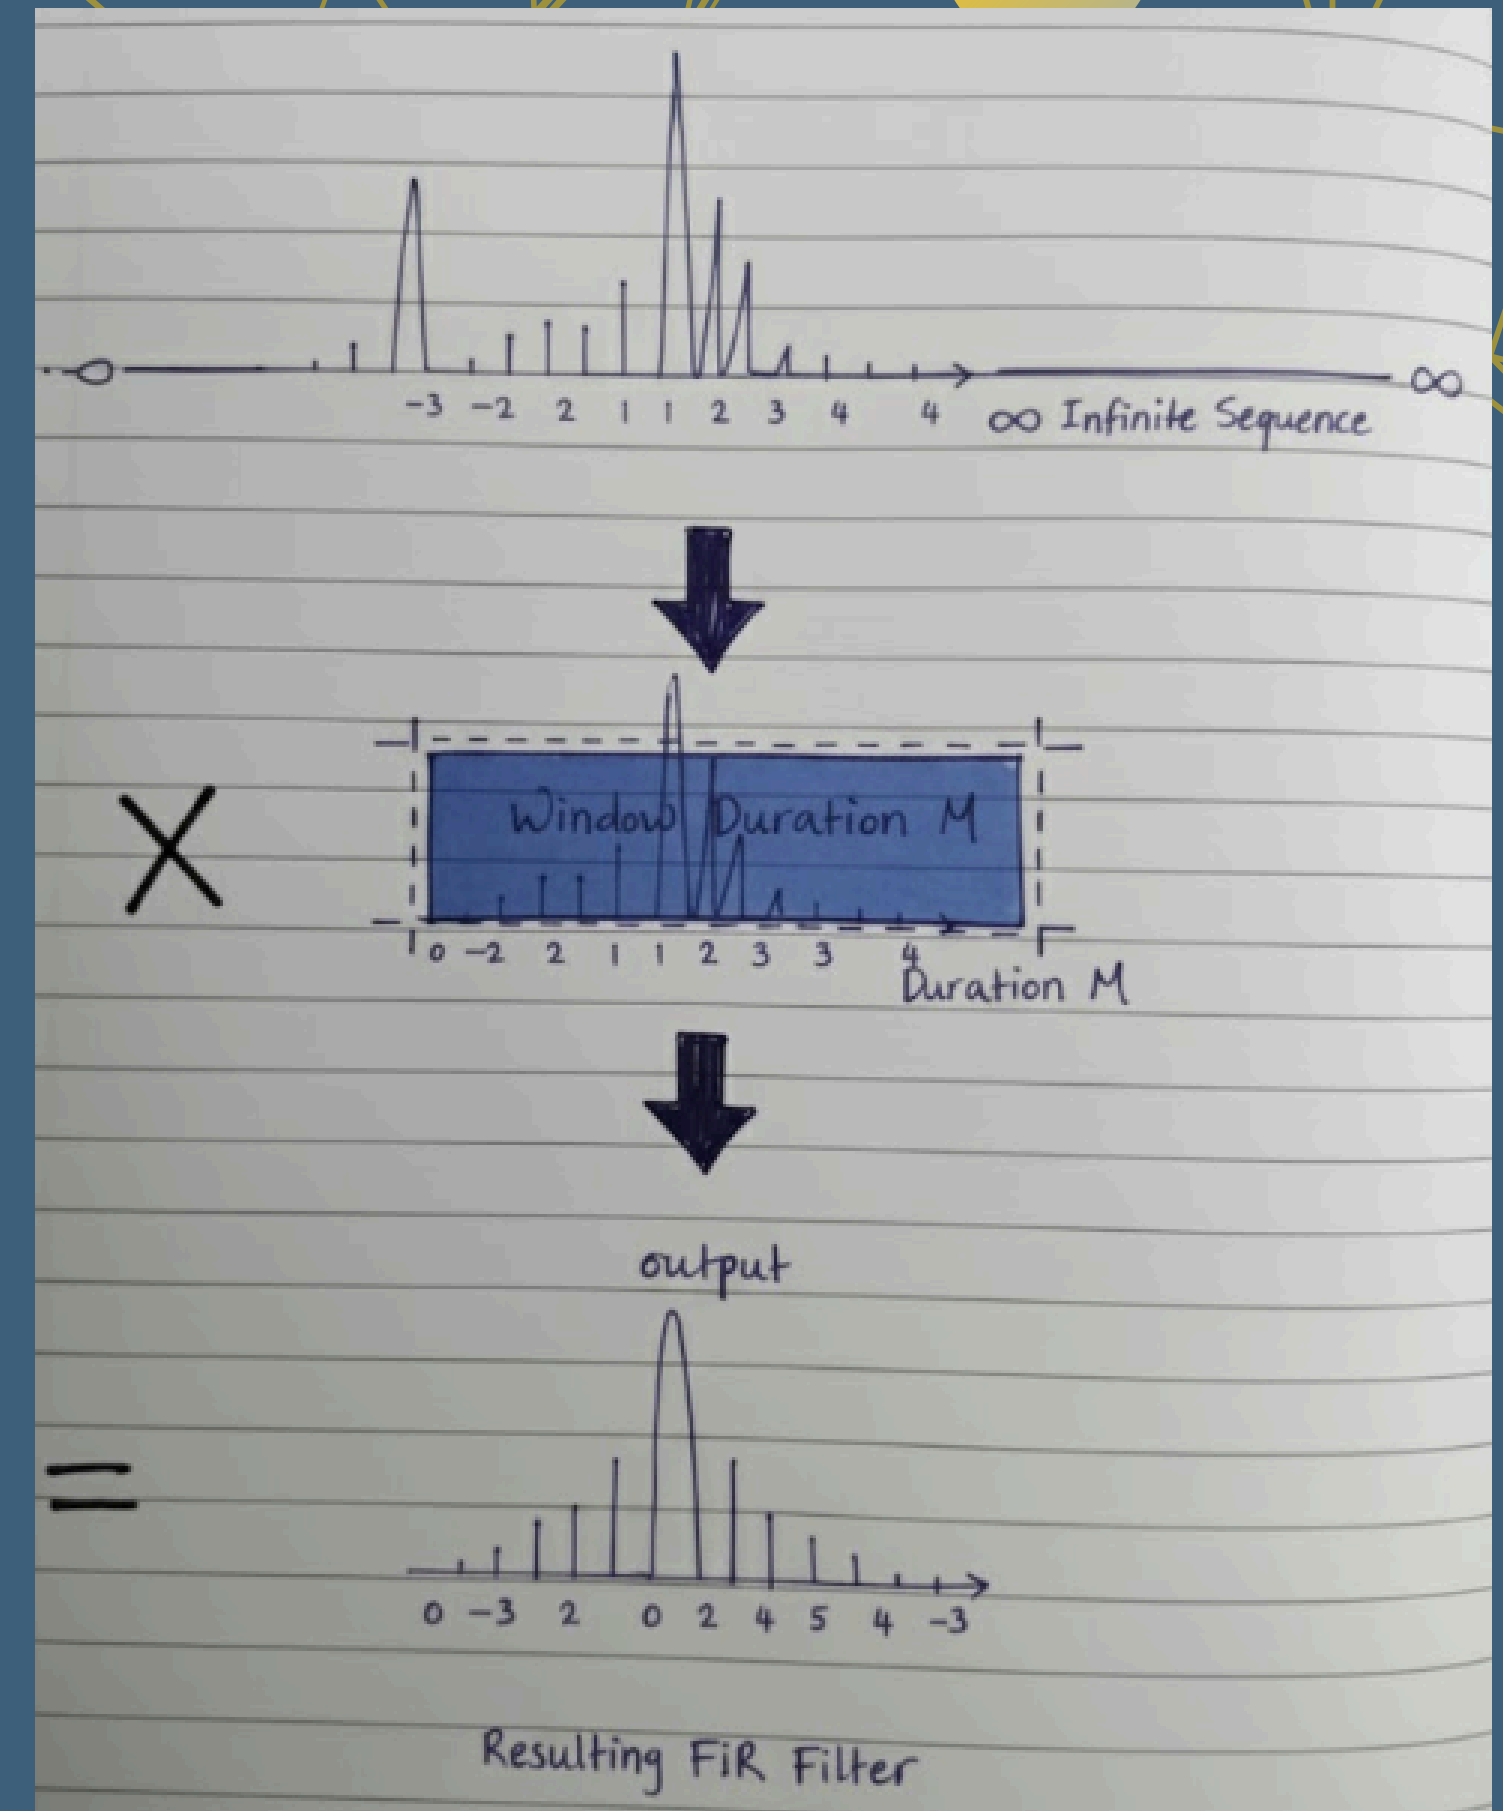 -∞ ∞
-3 -2 2 1 1 2 3 4 4 ∞ Infinite Sequence
X
Window Duration M
0 -2 2 1 1 2 3 3 4
Duration M
output
=
0 -3 2 0 2 4 5 4 -3
Resulting FiR Filter